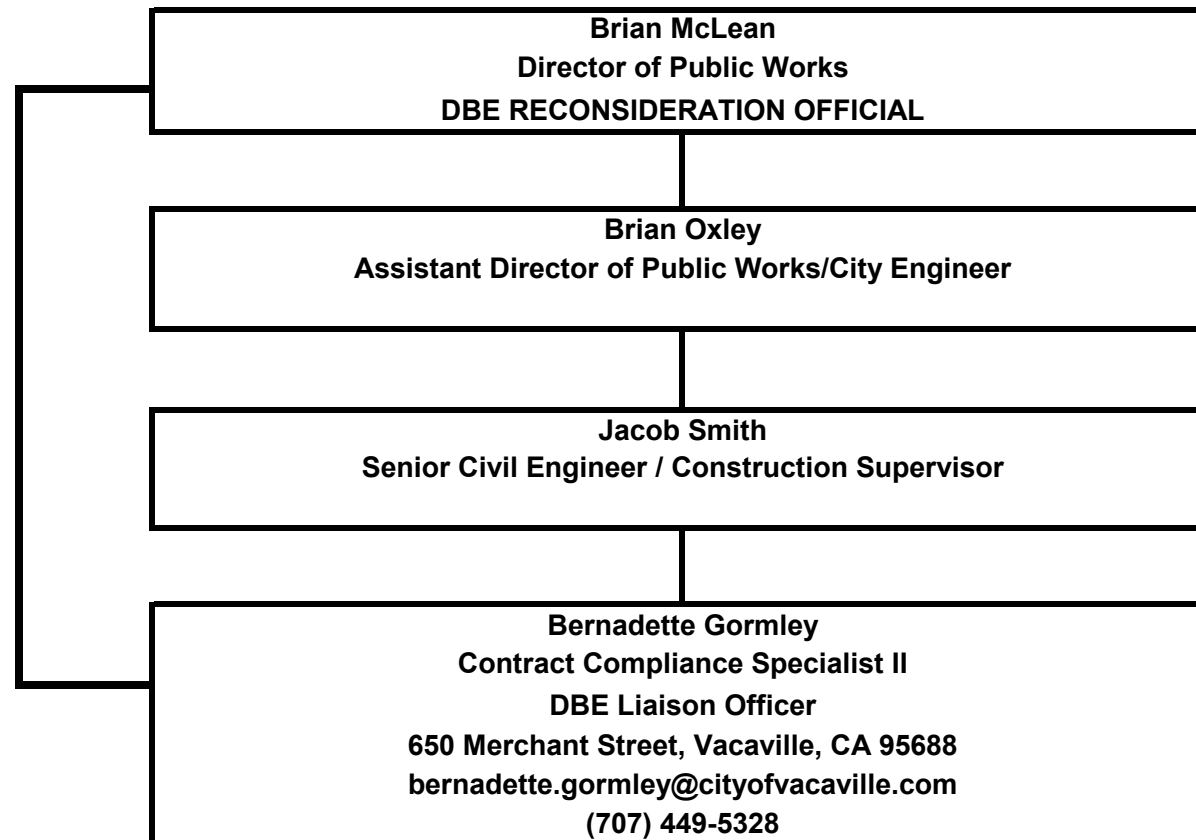 Brian McLean
Director of Public Works
DBE RECONSIDERATION OFFICIAL
Brian Oxley
Assistant Director of Public Works/City Engineer
Jacob Smith
Senior Civil Engineer / Construction Supervisor
Bernadette Gormley
Contract Compliance Specialist II
DBE Liaison Officer
650 Merchant Street, Vacaville, CA 95688
bernadette.gormley@cityofvacaville.com
(707) 449-5328